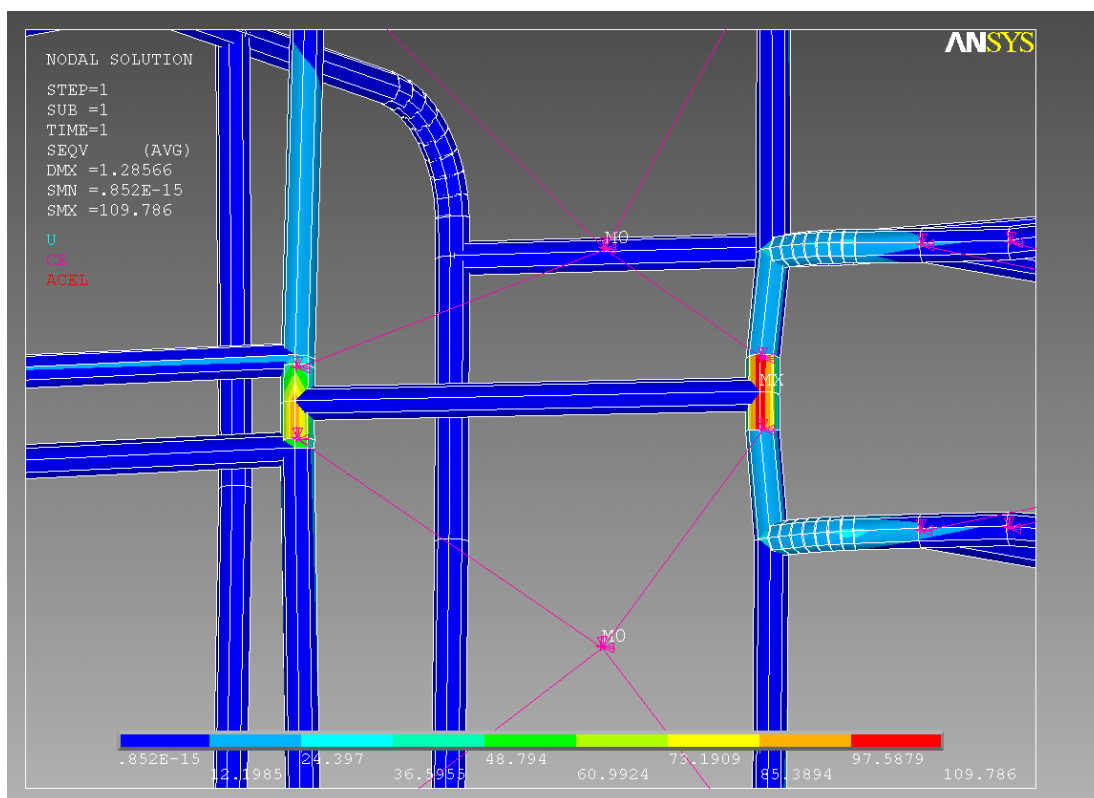 ANSYS
NODAL SOLUTION
STEP=1
SUB =1
TIME=1
SEQV (AVG)
DMX =1.28566
SMN =.852E-15
SMX =109.786
U
CE
ACEL
MO
MX
MO
.852E-15 24.397 48.794 73.1909 97.5879
12.1985 36.5955 60.9924 85.3894 109.786